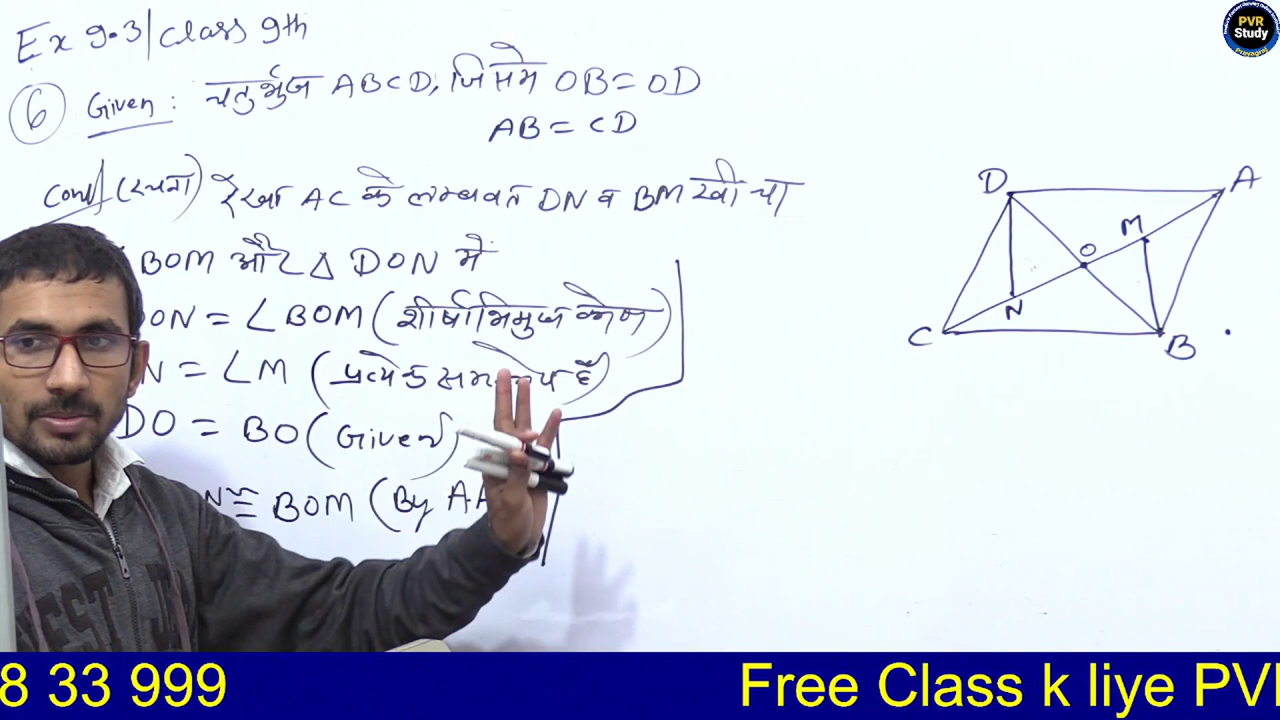 Ex 9.3/class 9th
PVR
Study
Prayagraj
6 Given: चतुर्भुज ABCD, जिसमे OB = OD
AB = CD
Const (रचना) रेखा AC के लम्बवत DN व BM खीचा
BOM और △ DON में
ON = ∠BOM (शीर्षाभिमुख कोण)
N = ∠M (प्रत्येक
DO = BO (Given)
N ≅ BOM (By AA
D
A
M
O
N
C
B
8 33 999
Free Class k liye PV